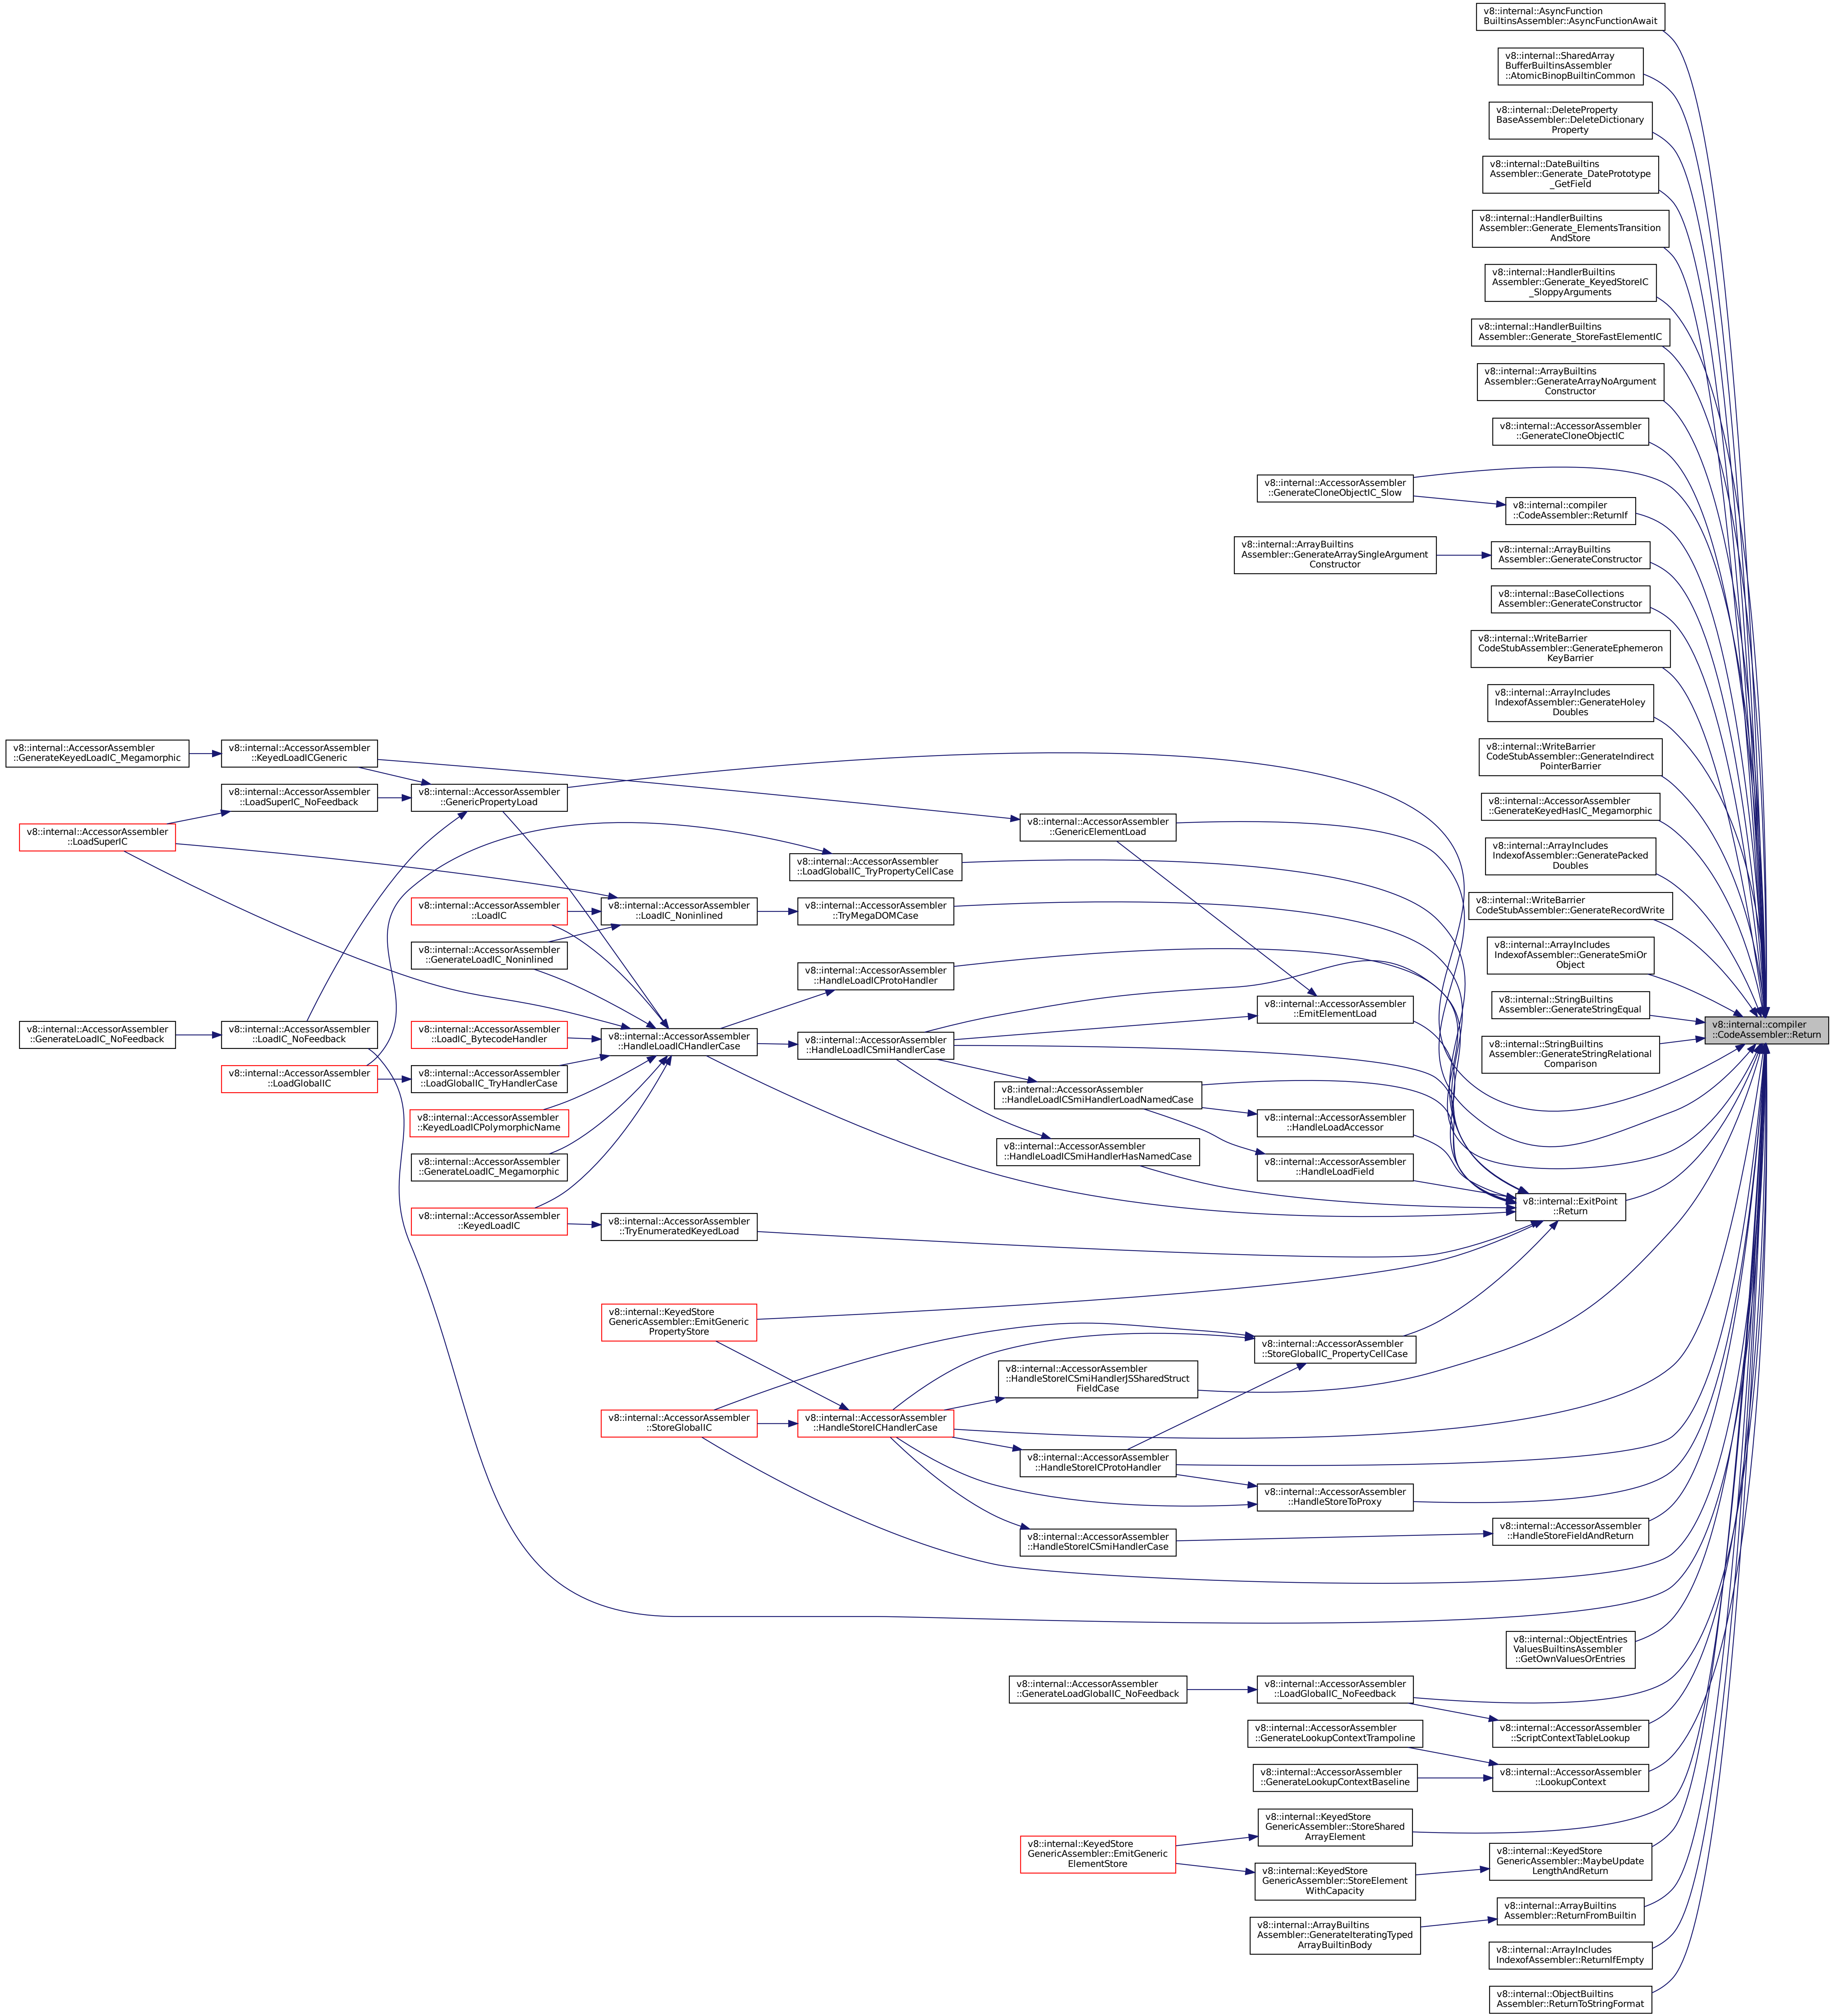 v8::internal::AsyncFunction
BuiltinsAssembler::AsyncFunctionAwait
v8::internal::SharedArray
BufferBuiltinsAssembler
::AtomicBinopBuiltinCommon
v8::internal::DeleteProperty
BaseAssembler::DeleteDictionary
Property
v8::internal::DateBuiltins
Assembler::Generate_DatePrototype
_GetField
v8::internal::HandlerBuiltins
Assembler::Generate_ElementsTransition
AndStore
v8::internal::HandlerBuiltins
Assembler::Generate_KeyedStoreIC
_SloppyArguments
v8::internal::HandlerBuiltins
Assembler::Generate_StoreFastElementIC
v8::internal::ArrayBuiltins
Assembler::GenerateArrayNoArgument
Constructor
v8::internal::AccessorAssembler
::GenerateCloneObjectIC
v8::internal::AccessorAssembler
::GenerateCloneObjectIC_Slow
v8::internal::compiler
::CodeAssembler::ReturnIf
v8::internal::ArrayBuiltins
Assembler::GenerateArraySingleArgument
Constructor
v8::internal::ArrayBuiltins
Assembler::GenerateConstructor
v8::internal::BaseCollections
Assembler::GenerateConstructor
v8::internal::WriteBarrier
CodeStubAssembler::GenerateEphemeron
KeyBarrier
v8::internal::ArrayIncludes
IndexofAssembler::GenerateHoley
Doubles
v8::internal::WriteBarrier
CodeStubAssembler::GenerateIndirect
PointerBarrier
v8::internal::AccessorAssembler
::GenerateKeyedLoadIC_Megamorphic
v8::internal::AccessorAssembler
::KeyedLoadICGeneric
v8::internal::AccessorAssembler
::LoadSuperIC_NoFeedback
v8::internal::AccessorAssembler
::GenericPropertyLoad
v8::internal::AccessorAssembler
::GenerateKeyedHasIC_Megamorphic
v8::internal::AccessorAssembler
::LoadSuperIC
v8::internal::AccessorAssembler
::GenericElementLoad
v8::internal::ArrayIncludes
IndexofAssembler::GeneratePacked
Doubles
v8::internal::AccessorAssembler
::LoadGlobalIC_TryPropertyCellCase
v8::internal::AccessorAssembler
::LoadIC
v8::internal::AccessorAssembler
::LoadIC_Noninlined
v8::internal::AccessorAssembler
::TryMegaDOMCase
v8::internal::WriteBarrier
CodeStubAssembler::GenerateRecordWrite
v8::internal::AccessorAssembler
::GenerateLoadIC_Noninlined
v8::internal::ArrayIncludes
IndexofAssembler::GenerateSmiOr
Object
v8::internal::AccessorAssembler
::HandleLoadICProtoHandler
v8::internal::AccessorAssembler
::EmitElementLoad
v8::internal::StringBuiltins
Assembler::GenerateStringEqual
v8::internal::AccessorAssembler
::GenerateLoadIC_NoFeedback
v8::internal::AccessorAssembler
::LoadIC_NoFeedback
v8::internal::AccessorAssembler
::LoadIC_BytecodeHandler
v8::internal::AccessorAssembler
::HandleLoadICHandlerCase
v8::internal::AccessorAssembler
::HandleLoadICSmiHandlerCase
v8::internal::compiler
::CodeAssembler::Return
v8::internal::StringBuiltins
Assembler::GenerateStringRelational
Comparison
v8::internal::AccessorAssembler
::LoadGlobalIC
v8::internal::AccessorAssembler
::LoadGlobalIC_TryHandlerCase
v8::internal::AccessorAssembler
::HandleLoadICSmiHandlerLoadNamedCase
v8::internal::AccessorAssembler
::KeyedLoadICPolymorphicName
v8::internal::AccessorAssembler
::HandleLoadAccessor
v8::internal::AccessorAssembler
::HandleLoadICSmiHandlerHasNamedCase
v8::internal::AccessorAssembler
::GenerateLoadIC_Megamorphic
v8::internal::AccessorAssembler
::HandleLoadField
v8::internal::ExitPoint
::Return
v8::internal::AccessorAssembler
::KeyedLoadIC
v8::internal::AccessorAssembler
::TryEnumeratedKeyedLoad
v8::internal::KeyedStore
GenericAssembler::EmitGeneric
PropertyStore
v8::internal::AccessorAssembler
::StoreGlobalIC_PropertyCellCase
v8::internal::AccessorAssembler
::HandleStoreICSmiHandlerJSSharedStruct
FieldCase
v8::internal::AccessorAssembler
::StoreGlobalIC
v8::internal::AccessorAssembler
::HandleStoreICHandlerCase
v8::internal::AccessorAssembler
::HandleStoreICProtoHandler
v8::internal::AccessorAssembler
::HandleStoreToProxy
v8::internal::AccessorAssembler
::HandleStoreFieldAndReturn
v8::internal::AccessorAssembler
::HandleStoreICSmiHandlerCase
v8::internal::ObjectEntries
ValuesBuiltinsAssembler
::GetOwnValuesOrEntries
v8::internal::AccessorAssembler
::GenerateLoadGlobalIC_NoFeedback
v8::internal::AccessorAssembler
::LoadGlobalIC_NoFeedback
v8::internal::AccessorAssembler
::ScriptContextTableLookup
v8::internal::AccessorAssembler
::GenerateLookupContextTrampoline
v8::internal::AccessorAssembler
::GenerateLookupContextBaseline
v8::internal::AccessorAssembler
::LookupContext
v8::internal::KeyedStore
GenericAssembler::StoreShared
ArrayElement
v8::internal::KeyedStore
GenericAssembler::EmitGeneric
ElementStore
v8::internal::KeyedStore
GenericAssembler::MaybeUpdate
LengthAndReturn
v8::internal::KeyedStore
GenericAssembler::StoreElement
WithCapacity
v8::internal::ArrayBuiltins
Assembler::ReturnFromBuiltin
v8::internal::ArrayBuiltins
Assembler::GenerateIteratingTyped
ArrayBuiltinBody
v8::internal::ArrayIncludes
IndexofAssembler::ReturnIfEmpty
v8::internal::ObjectBuiltins
Assembler::ReturnToStringFormat